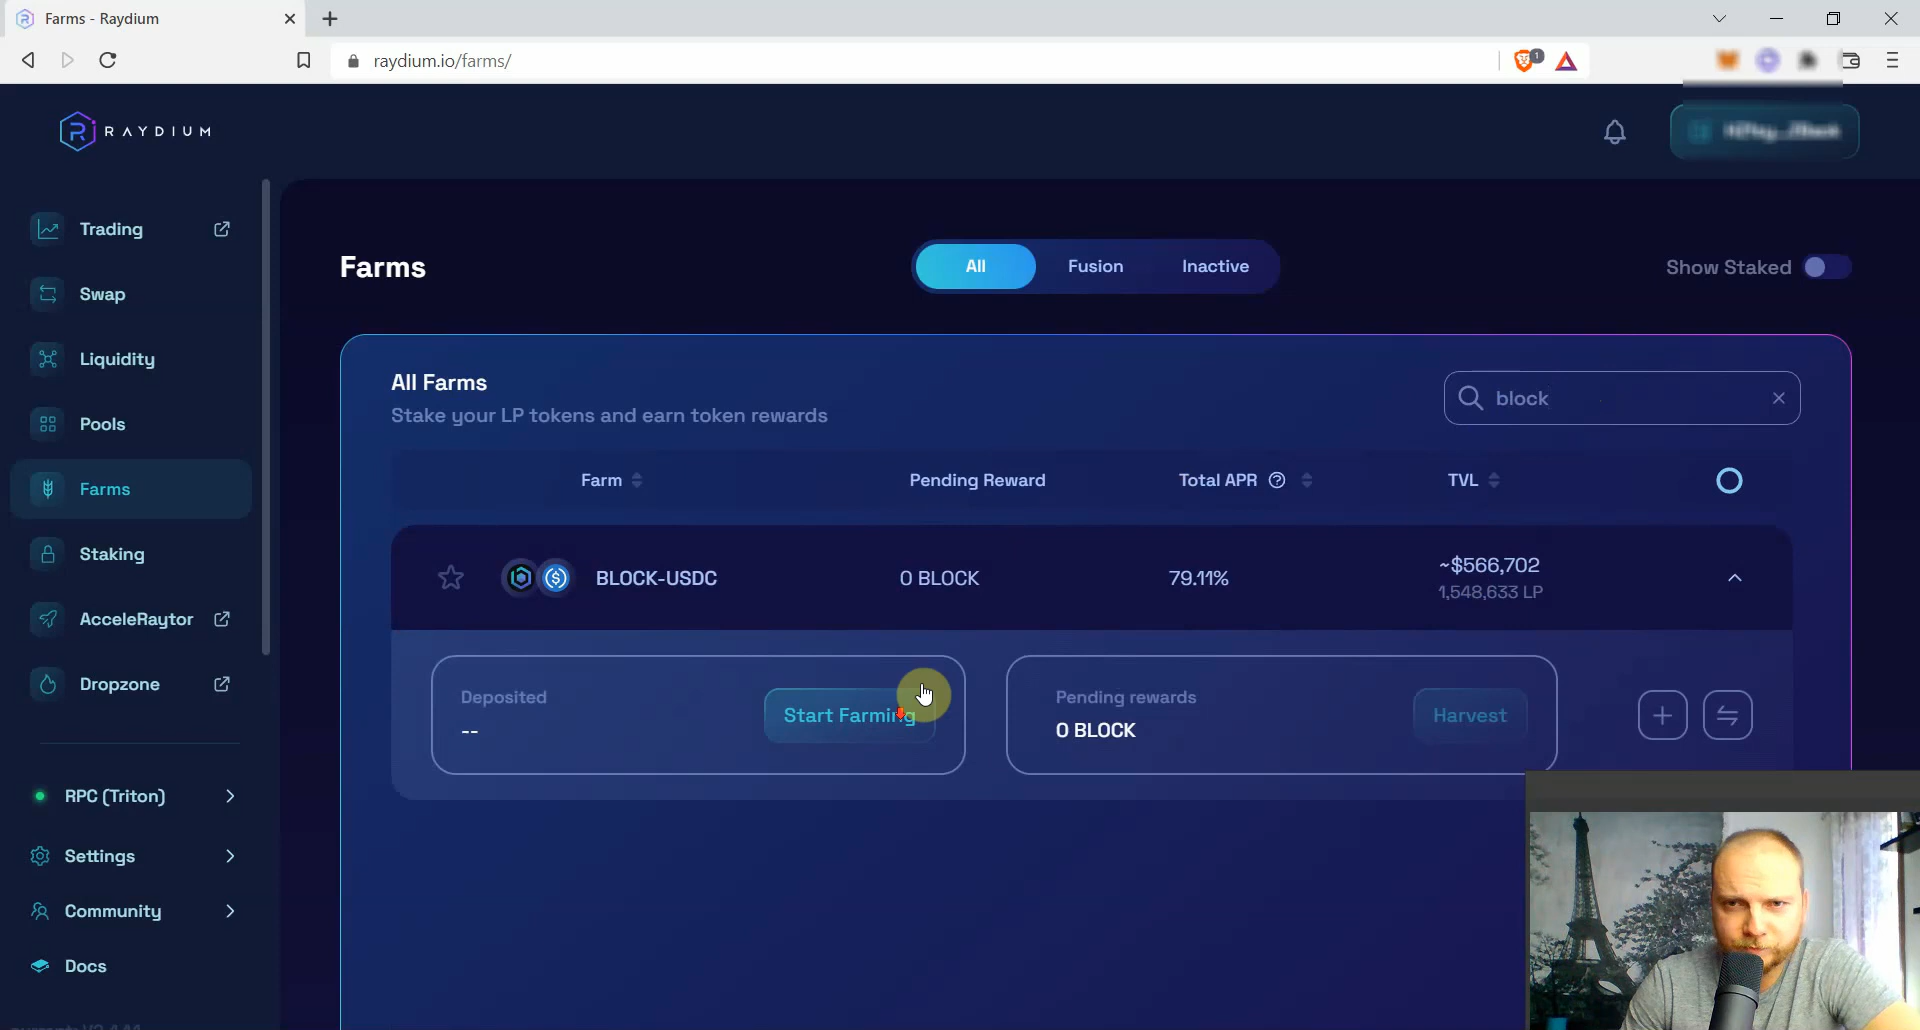 Farms - Raydium
raydium.io/farms/
1
RAYDIUM
Trading
Swap
Liquidity
Pools
Farms
Staking
AcceleRaytor
Dropzone
RPC (Triton)
Settings
Community
Docs
Farms
All
Fusion
Inactive
Show Staked
All Farms
Stake your LP tokens and earn token rewards
block
Farm
Pending Reward
Total APR
TVL
BLOCK-USDC
0 BLOCK
79.11%
~$566,702
1,548,633 LP
Deposited
--
Start Farming
Pending rewards
0 BLOCK
Harvest